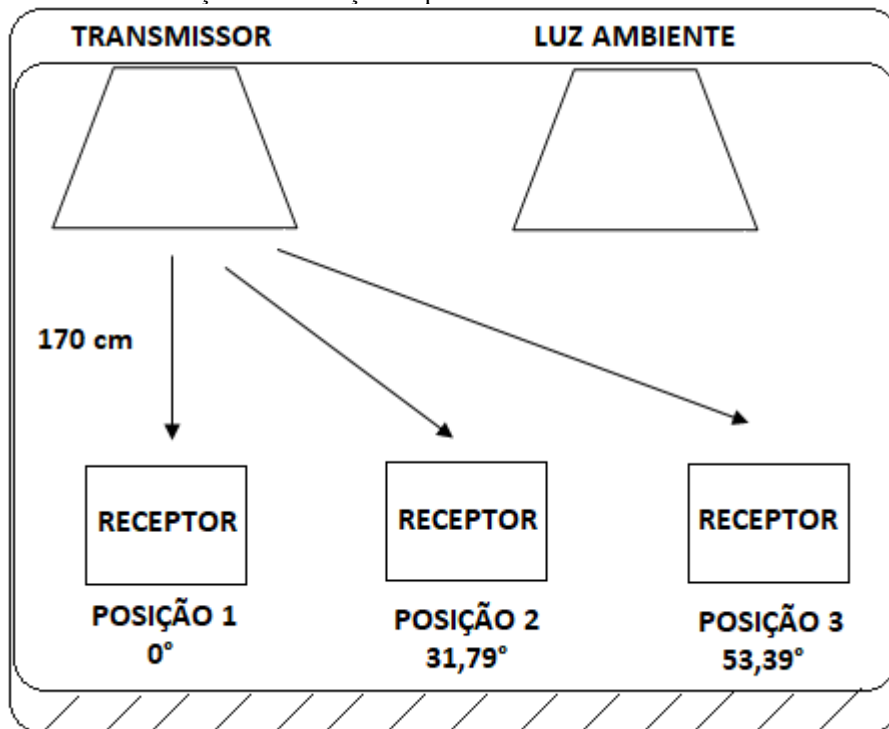 TRANSMISSOR
LUZ AMBIENTE
170 cm
RECEPTOR
RECEPTOR
RECEPTOR
POSIÇÃO 1
0°
POSIÇÃO 2
31,79°
POSIÇÃO 3
53,39°